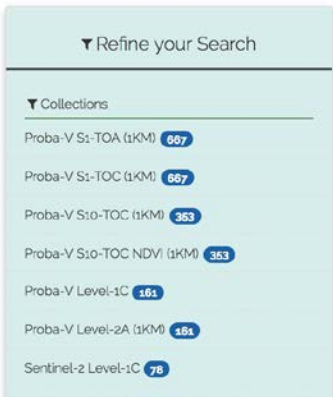 Refine your Search
Collections
Proba-V S1-TOA (1KM) 667
Proba-V S1-TOC (1KM) 667
Proba-V S10-TOC (1KM) 353
Proba-V S10-TOC NDVI (1KM) 353
Proba-V Level-1C 161
Proba-V Level-2A (1KM) 161
Sentinel-2 Level-1C 78